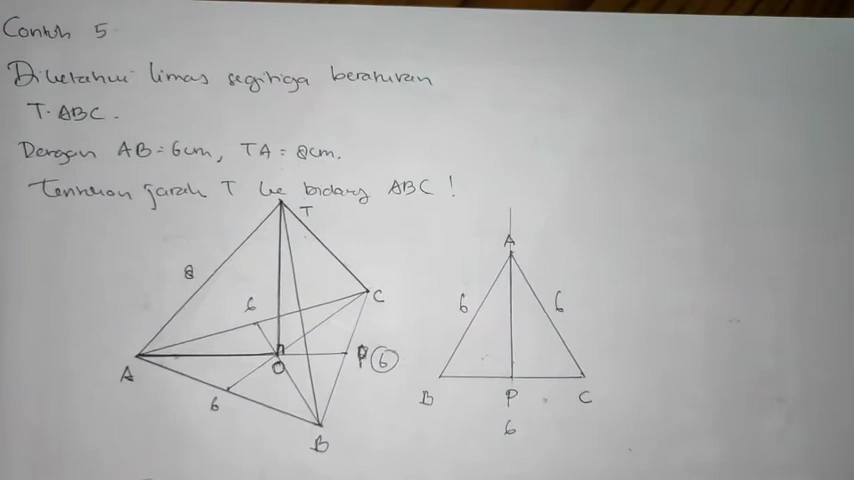 Contoh 5
Diketahui limas segitiga beraturan
T. ABC.
Dengan AB = 6cm, TA = 8cm.
Tentukan jarak T ke bidang ABC !
T
A
8
6
C
6
6
A
O
P 6
B
P
C
6
B
6